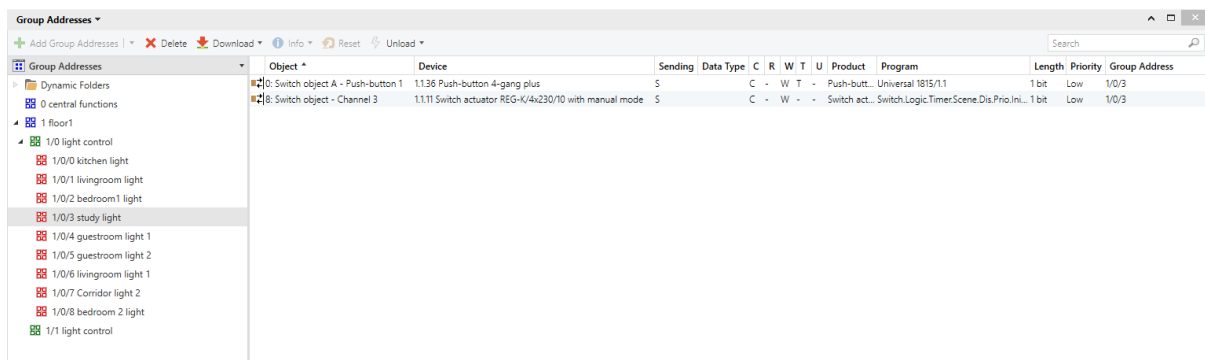 Group Addresses
Add Group Addresses | Delete Download Info Reset Unload Search
Group Addresses
Object Device Sending Data Type C R W T U Product Program Length Priority Group Address
Dynamic Folders
0: Switch object A - Push-button 1 1.1.36 Push-button 4-gang plus S C - W T - Push-butt... Universal 1815/1.1 1 bit Low 1/0/3
0 central functions
8: Switch object - Channel 3 1.1.11 Switch actuator REG-K/4x230/10 with manual mode S C - W - - Switch act... Switch.Logic.Timer.Scene.Dis.Prio.Ini... 1 bit Low 1/0/3
1 floor1
1/0 light control
1/0/0 kitchen light
1/0/1 livingroom light
1/0/2 bedroom1 light
1/0/3 study light
1/0/4 guestroom light 1
1/0/5 guestroom light 2
1/0/6 livingroom light 1
1/0/7 Corridor light 2
1/0/8 bedroom 2 light
1/1 light control